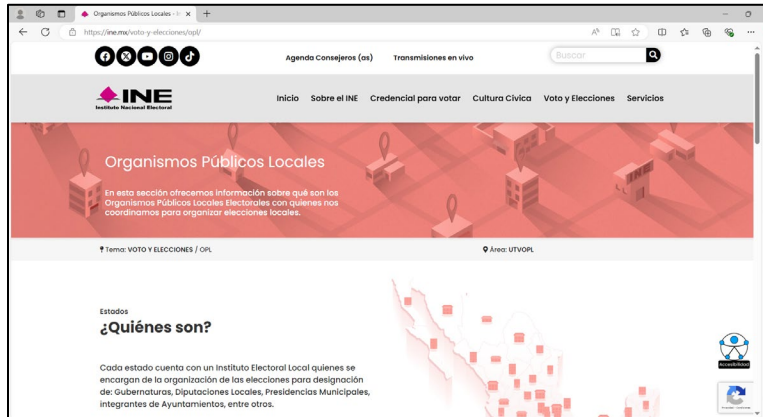 Organismos Públicos Locales - In
https://ine.mx/voto-y-elecciones/opl/
Agenda Consejeros (as)
Transmisiones en vivo
Buscar
INE
Instituto Nacional Electoral
Inicio
Sobre el INE
Credencial para votar
Cultura Cívica
Voto y Elecciones
Servicios
Organismos Públicos Locales
En esta sección ofrecemos información sobre qué son los
Organismos Públicos Locales Electorales con quienes nos
coordinamos para organizar elecciones locales.
Tema: VOTO Y ELECCIONES / OPL
Área: UTVOPL
Estados
¿Quiénes son?
Cada estado cuenta con un Instituto Electoral Local quienes se
encargan de la organización de las elecciones para designación
de: Gubernaturas, Diputaciones Locales, Presidencias Municipales,
integrantes de Ayuntamientos, entre otros.
Accesibilidad